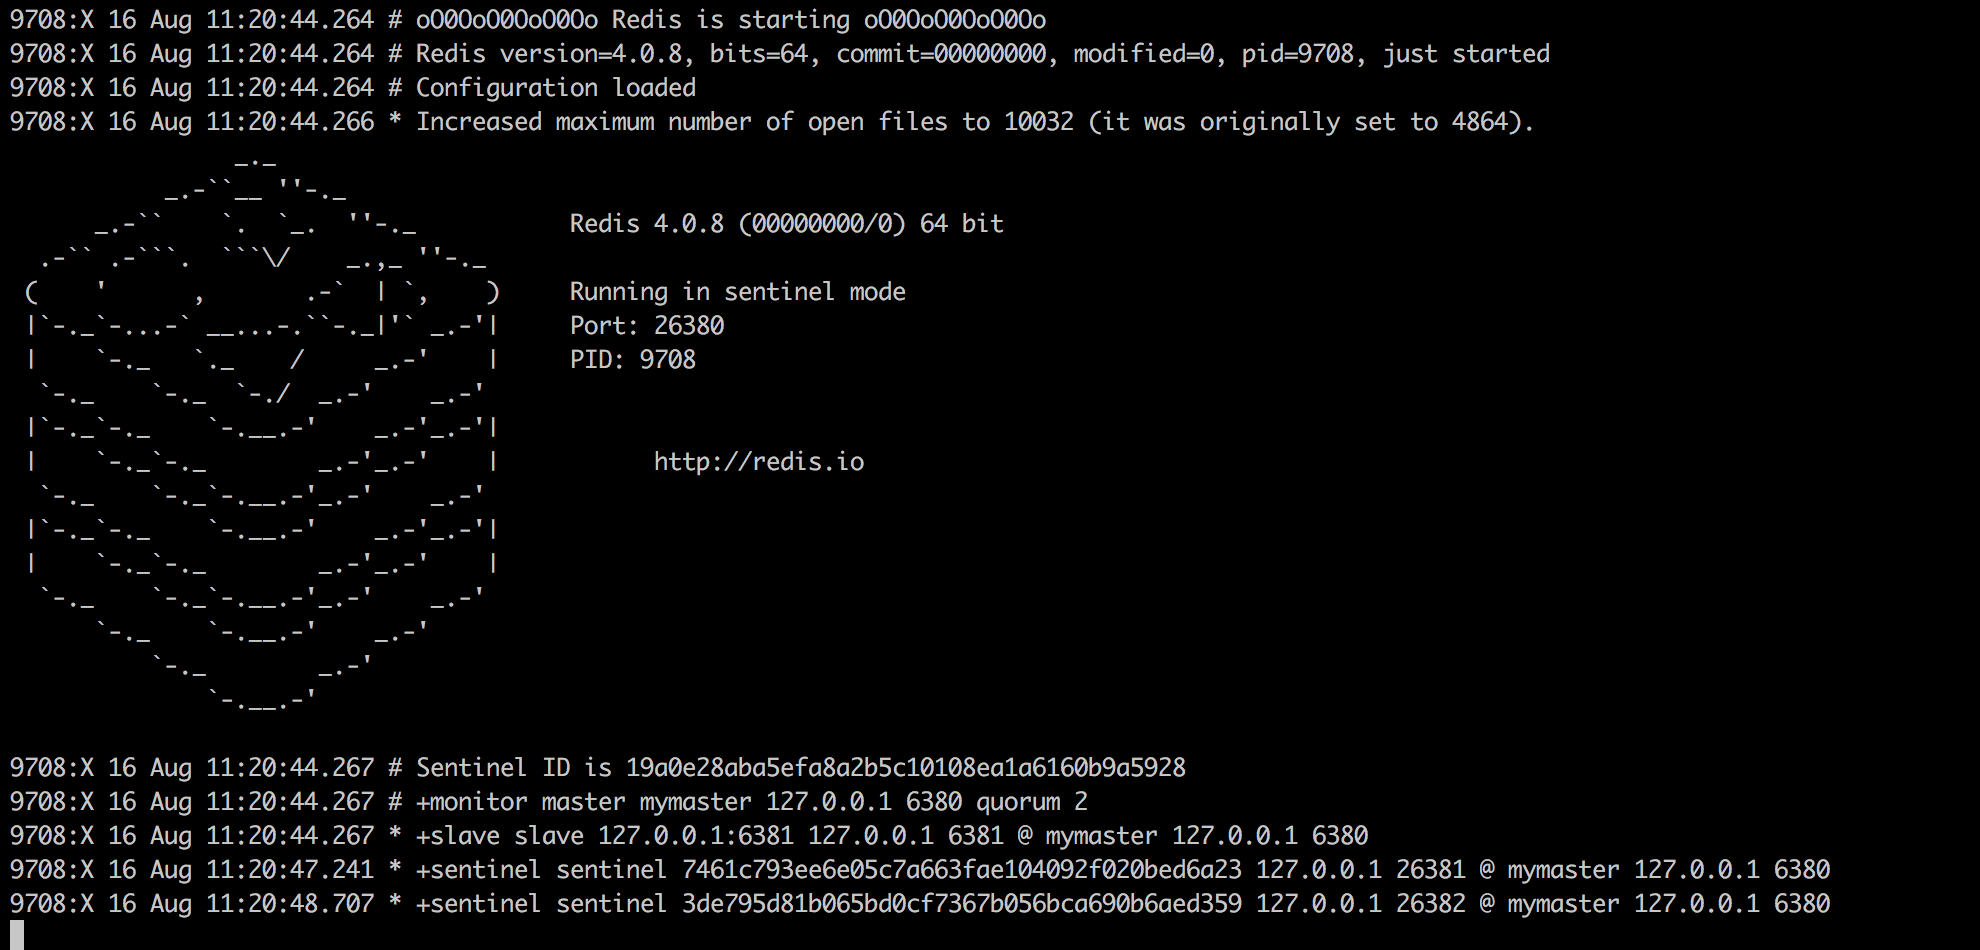 9708:X 16 Aug 11:20:44.264 # oO0OoO0OoO0Oo Redis is starting oO0OoO0OoO0Oo
9708:X 16 Aug 11:20:44.264 # Redis version=4.0.8, bits=64, commit=00000000, modified=0, pid=9708, just started
9708:X 16 Aug 11:20:44.264 # Configuration loaded
9708:X 16 Aug 11:20:44.266 * Increased maximum number of open files to 10032 (it was originally set to 4864).
Redis 4.0.8 (00000000/0) 64 bit
Running in sentinel mode
Port: 26380
PID: 9708
http://redis.io
9708:X 16 Aug 11:20:44.267 # Sentinel ID is 19a0e28aba5efa8a2b5c10108ea1a6160b9a5928
9708:X 16 Aug 11:20:44.267 # +monitor master mymaster 127.0.0.1 6380 quorum 2
9708:X 16 Aug 11:20:44.267 * +slave slave 127.0.0.1:6381 127.0.0.1 6381 @ mymaster 127.0.0.1 6380
9708:X 16 Aug 11:20:47.241 * +sentinel sentinel 7461c793ee6e05c7a663fae104092f020bed6a23 127.0.0.1 26381 @ mymaster 127.0.0.1 6380
9708:X 16 Aug 11:20:48.707 * +sentinel sentinel 3de795d81b065bd0cf7367b056bca690b6aed359 127.0.0.1 26382 @ mymaster 127.0.0.1 6380